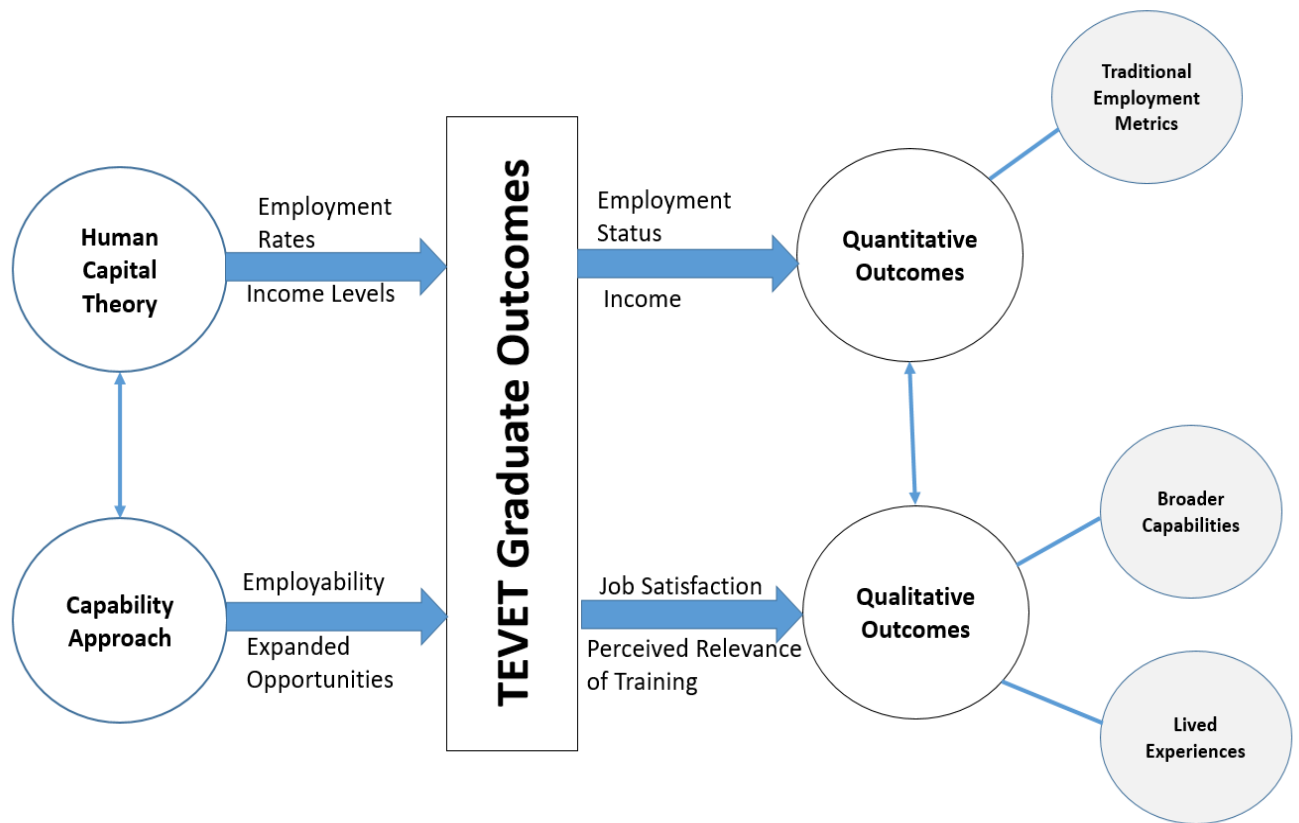 Traditional
Employment
Metrics
Human
Capital
Theory
Employment
Rates
Income Levels
TEVET Graduate Outcomes
Employment
Status
Income
Quantitative
Outcomes
Capability
Approach
Employability
Expanded
Opportunities
Job Satisfaction
Perceived Relevance
of Training
Qualitative
Outcomes
Broader
Capabilities
Lived
Experiences